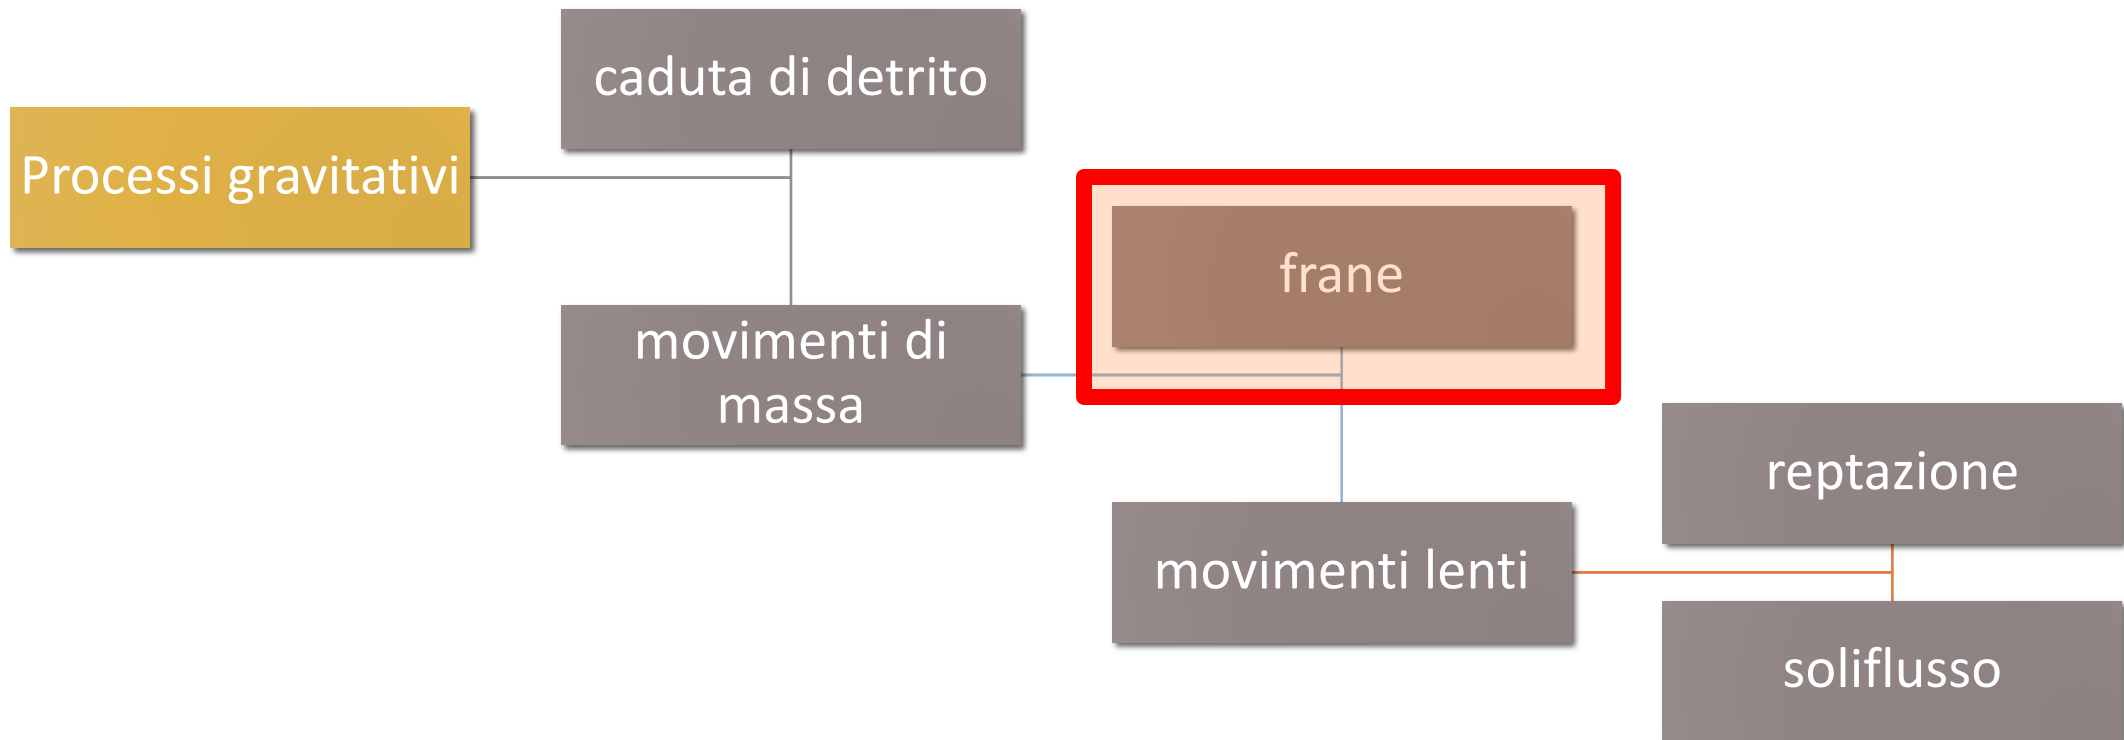 caduta di detrito
Processi gravitativi
frane
movimenti di
massa
reptazione
movimenti lenti
soliflusso